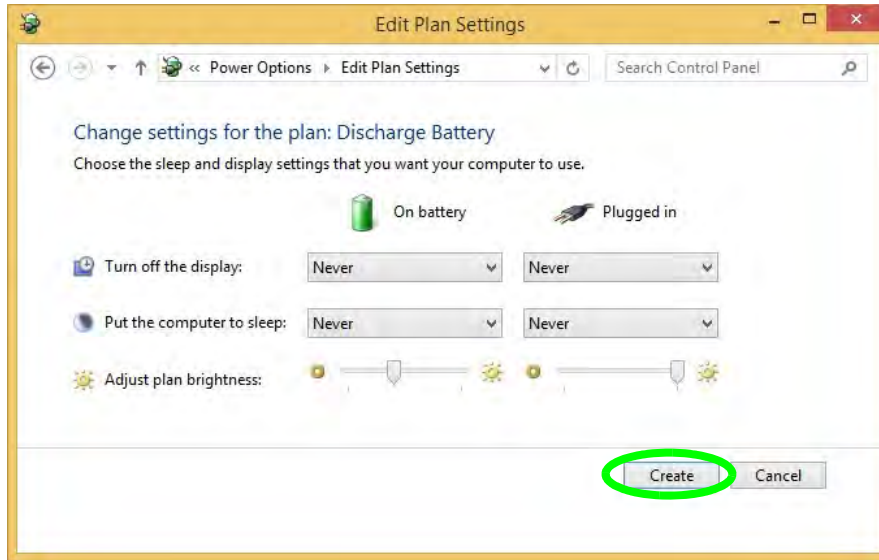 Edit Plan Settings
« Power Options Edit Plan Settings Search Control Panel
Change settings for the plan: Discharge Battery
Choose the sleep and display settings that you want your computer to use.
On battery Plugged in
Turn off the display: Never Never
Put the computer to sleep: Never Never
Adjust plan brightness:
Create Cancel